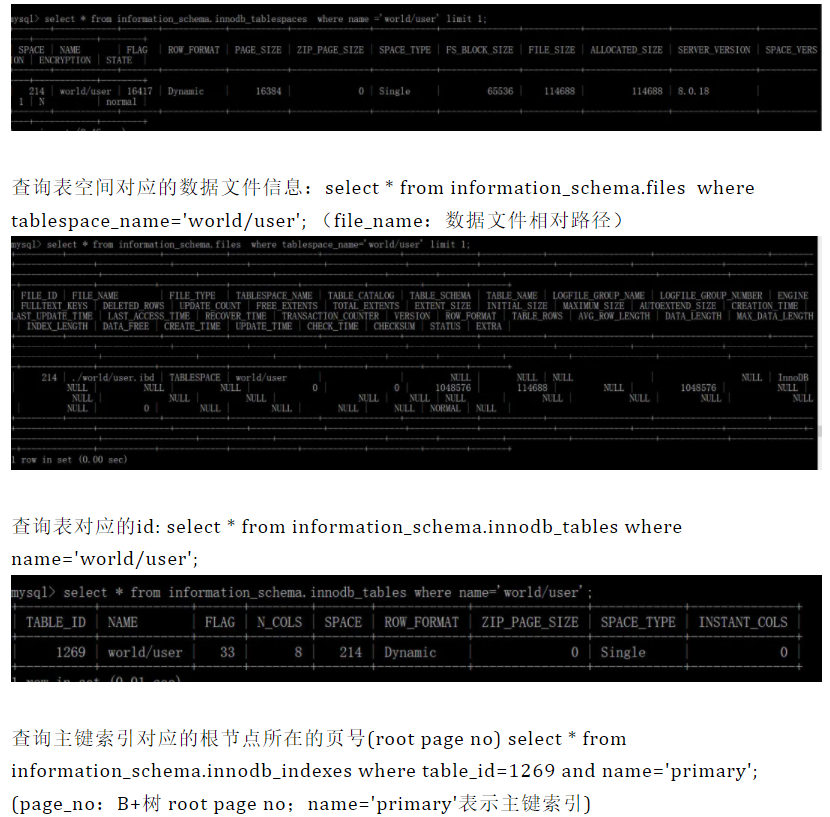 mysql> select * from information_schema.innodb_tablespaces  where name ='world/user' limit 1;
SPACE | NAME | FLAG | ROW_FORMAT | PAGE_SIZE | ZIP_PAGE_SIZE | SPACE_TYPE | FS_BLOCK_SIZE | FILE_SIZE | ALLOCATED_SIZE | SERVER_VERSION | SPACE_VERS
ON | ENCRYPTION | STATE
214 | world/user | 16417 | Dynamic | 16384 | 0 | Single | 65536 | 114688 | 114688 | 8.0.18 |
1 | N | normal |
查询表空间对应的数据文件信息：select * from information_schema.files  where
tablespace_name='world/user'; （file_name：数据文件相对路径）
mysql> select * from information_schema.files  where tablespace_name='world/user' limit 1;
FILE_ID | FILE_NAME | FILE_TYPE | TABLESPACE_NAME | TABLE_CATALOG | TABLE_SCHEMA | TABLE_NAME | LOGFILE_GROUP_NAME | LOGFILE_GROUP_NUMBER | ENGINE
FULLTEXT_KEYS | DELETED_ROWS | UPDATE_COUNT | FREE_EXTENTS | TOTAL_EXTENTS | EXTENT_SIZE | INITIAL_SIZE | MAXIMUM_SIZE | AUTOEXTEND_SIZE | CREATION_TIME
LAST_UPDATE_TIME | LAST_ACCESS_TIME | RECOVER_TIME | TRANSACTION_COUNTER | VERSION | ROW_FORMAT | TABLE_ROWS | AVG_ROW_LENGTH | DATA_LENGTH | MAX_DATA_LENGTH
INDEX_LENGTH | DATA_FREE | CREATE_TIME | UPDATE_TIME | CHECK_TIME | CHECKSUM | STATUS | EXTRA |
214 | ./world/user.ibd | TABLESPACE | world/user | | NULL | NULL | NULL | NULL | InnoDB
NULL | NULL | NULL | 0 | 0 | 1048576 | 114688 | NULL | 1048576 | NULL
NULL | NULL | NULL | NULL | NULL | NULL | NULL | NULL | NULL | NULL
NULL | 0 | NULL | NULL | NULL | NULL | NORMAL | NULL |
1 row in set (0.00 sec)
查询表对应的id: select * from information_schema.innodb_tables where
name='world/user';
mysql> select * from information_schema.innodb_tables where name='world/user';
TABLE_ID | NAME | FLAG | N_COLS | SPACE | ROW_FORMAT | ZIP_PAGE_SIZE | SPACE_TYPE | INSTANT_COLS |
1269 | world/user | 33 | 8 | 214 | Dynamic | 0 | Single | 0 |
1 row in set (0.01 sec)
查询主键索引对应的根节点所在的页号(root page no) select * from
information_schema.innodb_indexes where table_id=1269 and name='primary';
(page_no：B+树 root page no；name='primary'表示主键索引)